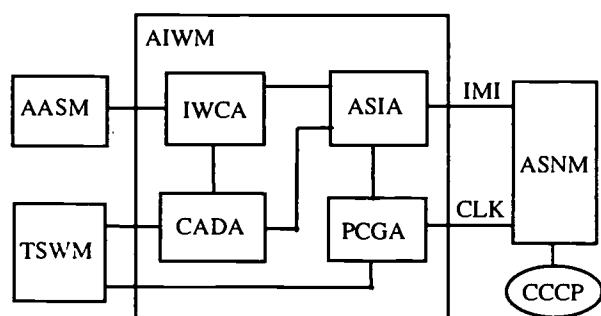 AIWM
AASM
IWCA
ASIA
IMI
ASNM
TSWM
CADA
PCGA
CLK
CCCP